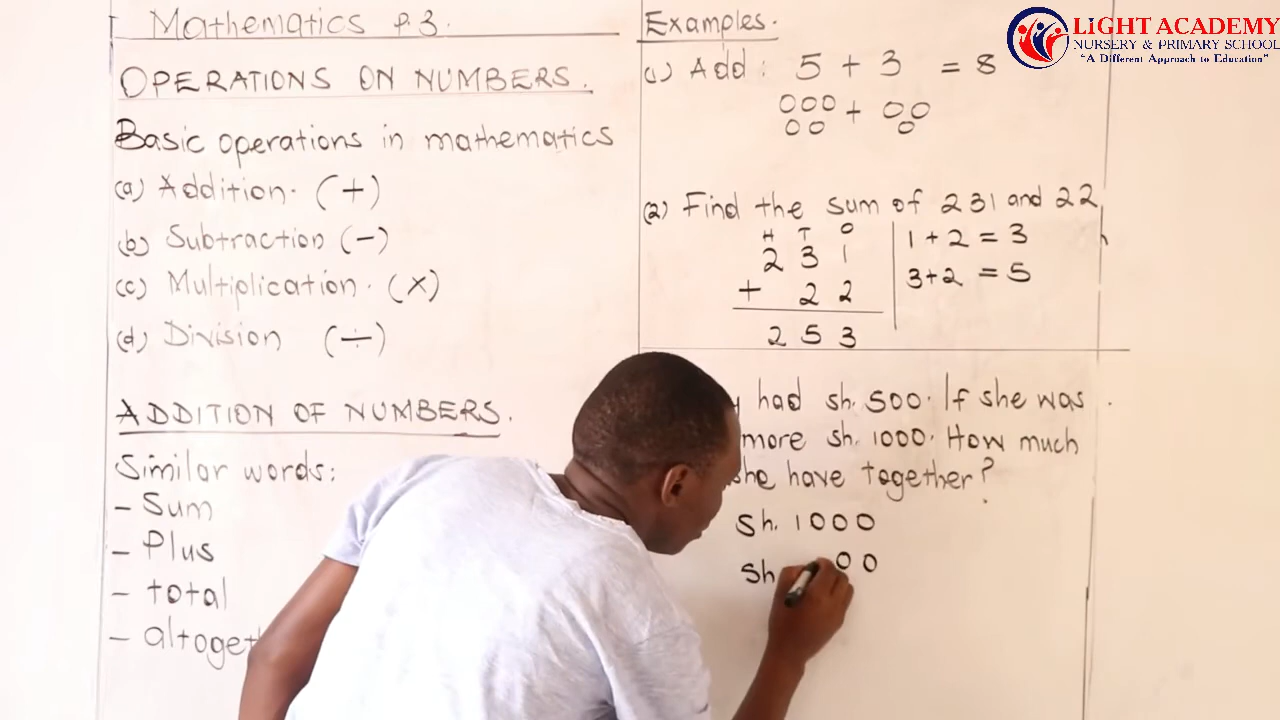 Mathematics P.3.
OPERATIONS ON NUMBERS.
Basic operations in mathematics
(a) Addition. (+)
(b) Subtraction (-)
(c) Multiplication. (×)
(d) Division (÷)
ADDITION OF NUMBERS.
Similar words:
- Sum
- Plus
- total
Examples.
(1) Add: 5 + 3 = 8
+
(2) Find the sum of 231 and 22
H T O
2 3 1
+ 2 2
2 5 3
1 + 2 = 3
3+2 = 5
had sh. 500. If she was
more sh. 1000. How much
she have together?
Sh. 1000
Sh 00
LIGHT ACADEMY
NURSERY & PRIMARY SCHOOL
"A Different Approach to Education"